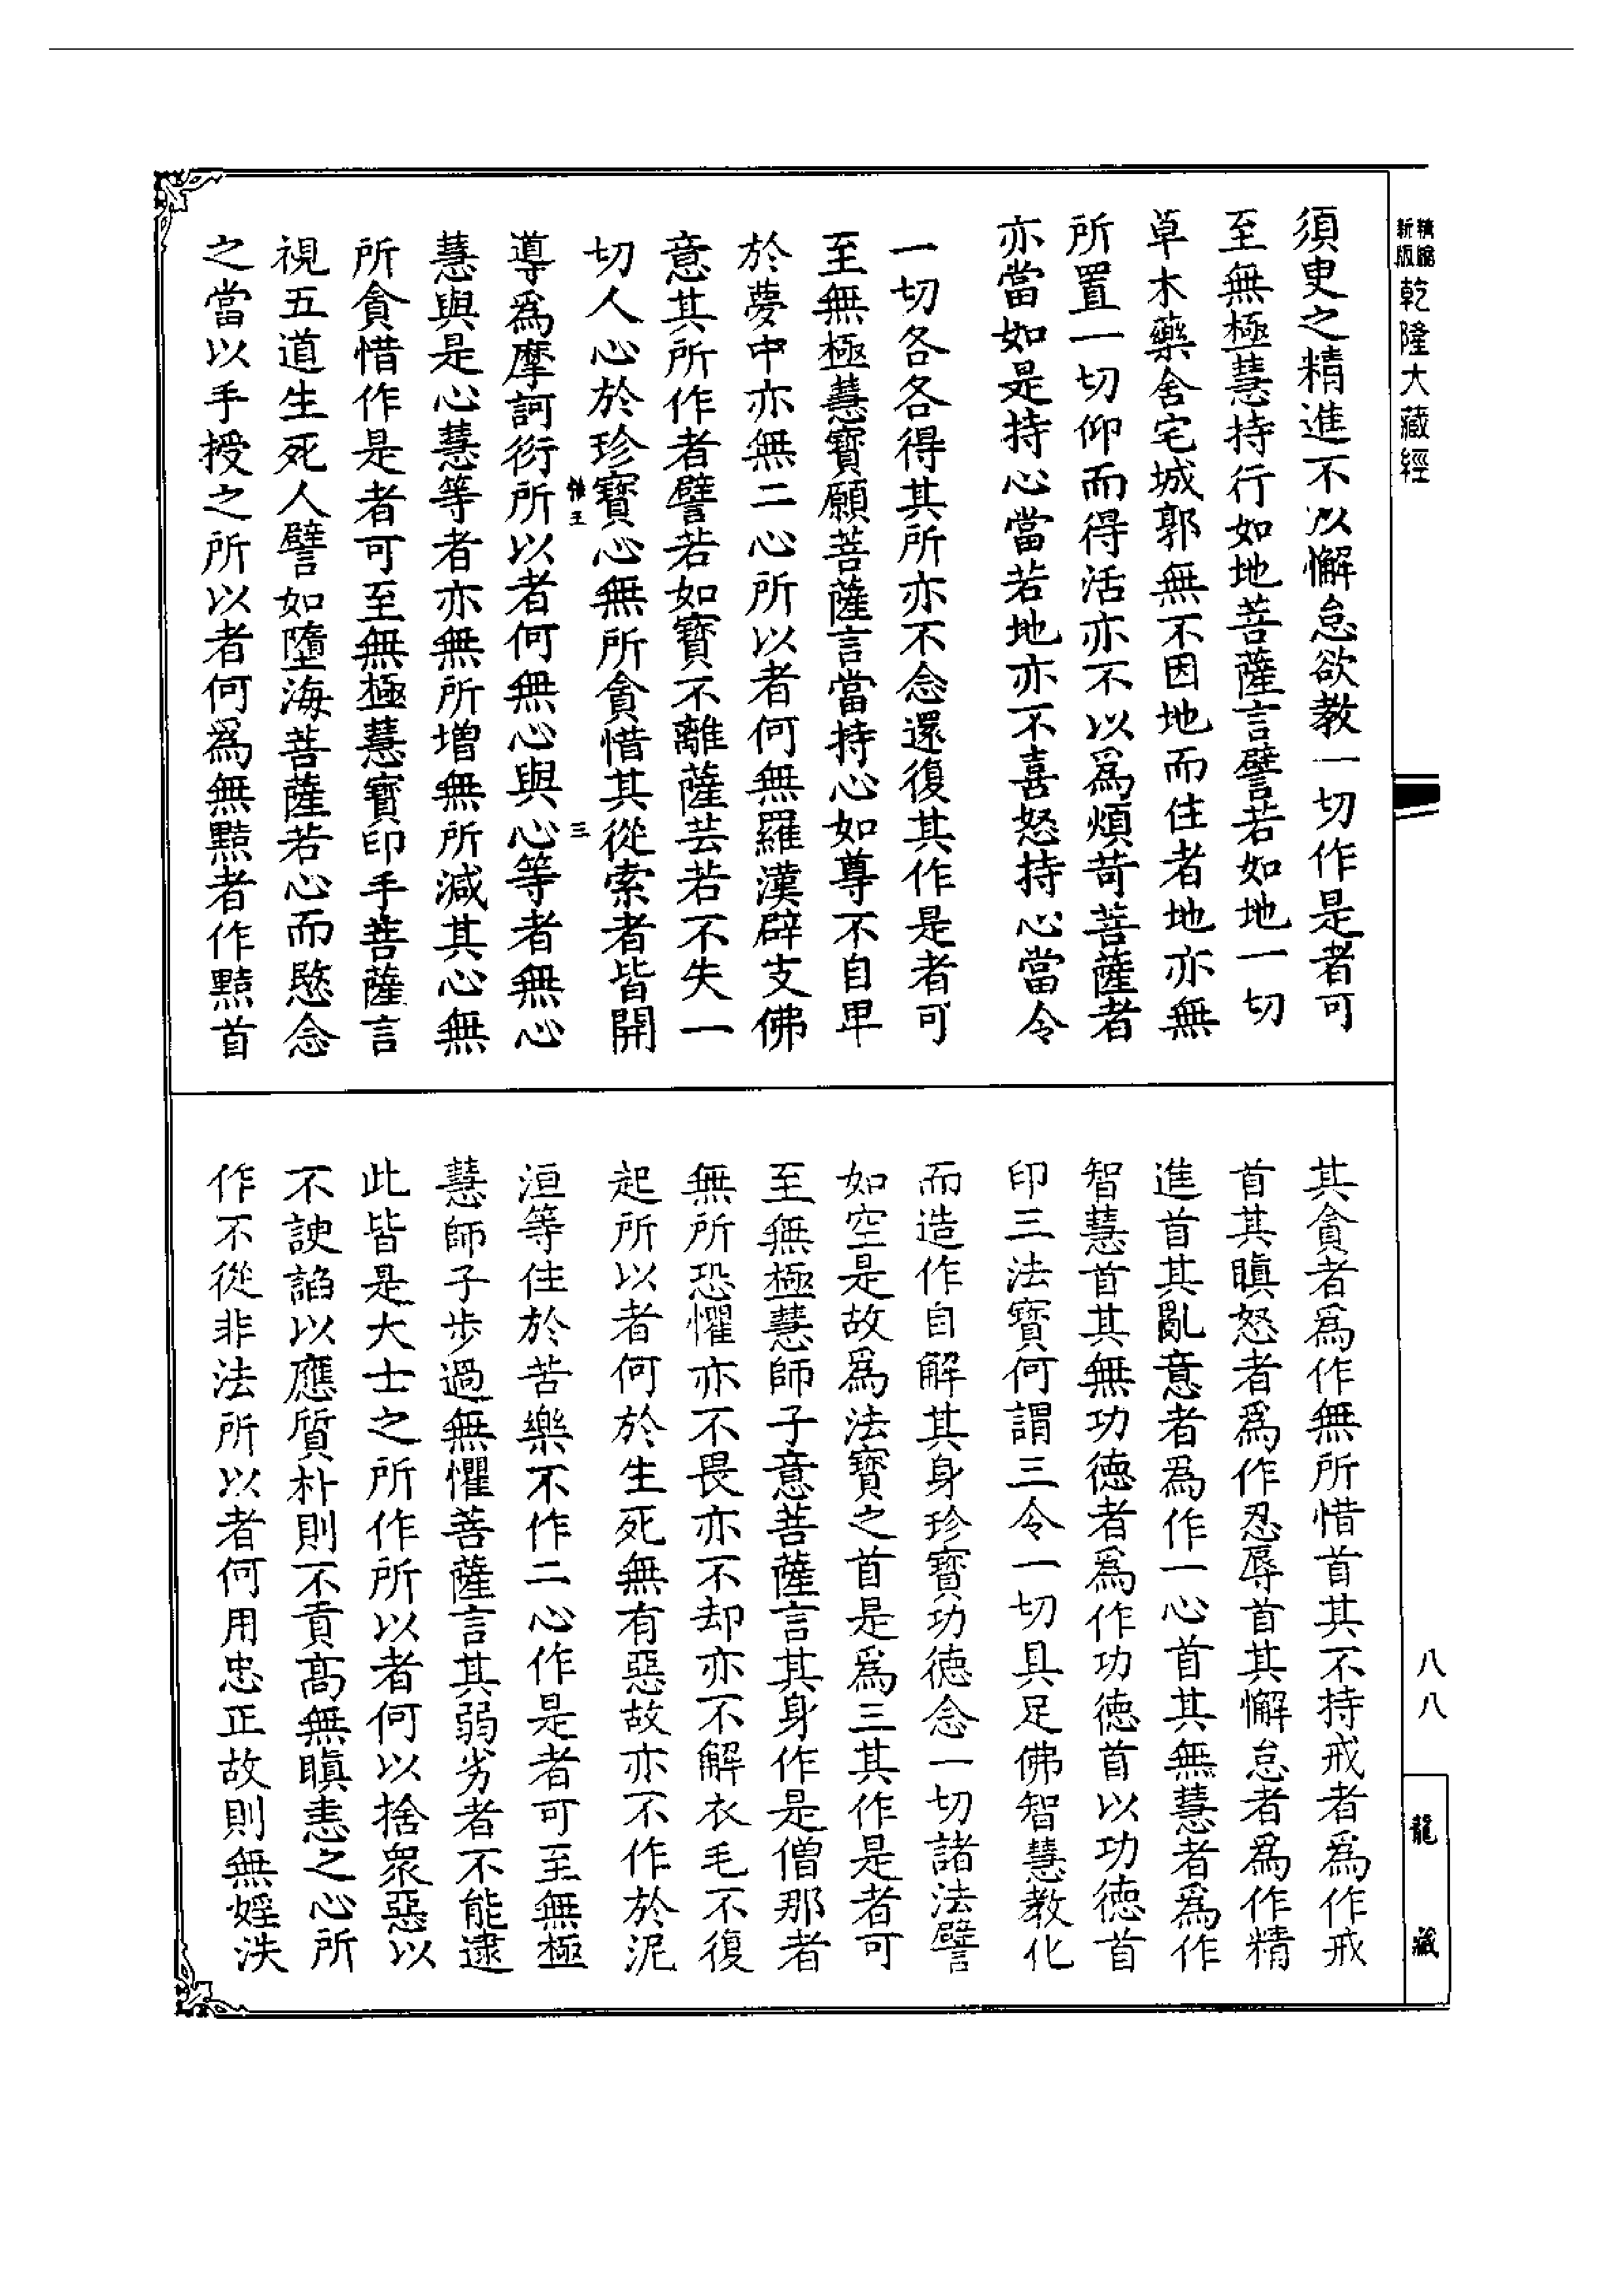 新版精縮乾隆大藏經
須臾之精進不以懈怠欲教一切作是者可
至無極慧持行如地菩薩言譬若如地一切
草木藥舍宅城郭無不因地而住者地亦無
所置一切仰而得活亦不以爲煩苛菩薩者
亦當如是持心當若地亦不喜怒持心當令
一切各各得其所亦不念還復其作是者可
至無極慧寶願菩薩言當持心如尊不自卑
於夢中亦無二心所以者何無羅漢辟支佛
意其所作者譬若如寶不離薩芸若不失一
切人心於珍寶心無所貪惜其從索者皆開
三
導爲摩訶衍所以者何無心與心等者無心
慧與是心慧等者亦無所增無所減其心無
所貪惜作是者可至無極慧寶印手菩薩言
視五道生死人譬如墮海菩薩若心而愍念
之當以手授之所以者何爲無黠者作黠首
其貪者爲作無所惜首其不持戒者爲作戒
首其瞋怒者爲作忍辱首其懈怠者爲作精
進首其亂意者爲作一心首其無慧者爲作
智慧首其無功德者爲作功德首以功德首
印三法寶何謂三令一切具足佛智慧教化
而造作自解其身珍寶功德念一切諸法譬
如空是故爲法寶之首是爲三其作是者可
至無極慧師子意菩薩言其身作是僧那者
無所恐懼亦不畏亦不却亦不解衣毛不復
起所以者何於生死無有惡故亦不作於泥
洹等住於苦樂不作二心作是者可至無極
慧師子步過無懼菩薩言其弱劣者不能逮
此皆是大士之所作所以者何以捨衆惡以
不諛諂以應質朴則不貢高無瞋恚之心所
作不從非法所以者何用忠正故則無婬泆
八八
龍藏